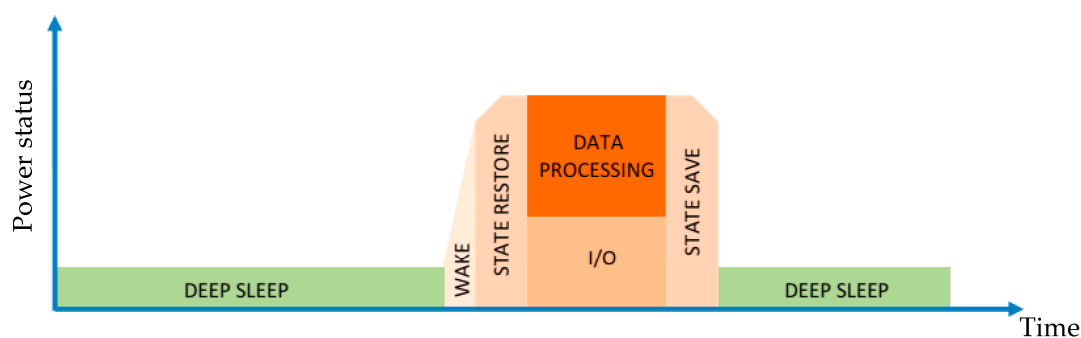 Power status
DEEP SLEEP
WAKE
STATE RESTORE
DATA
PROCESSING
I/O
STATE SAVE
DEEP SLEEP
Time